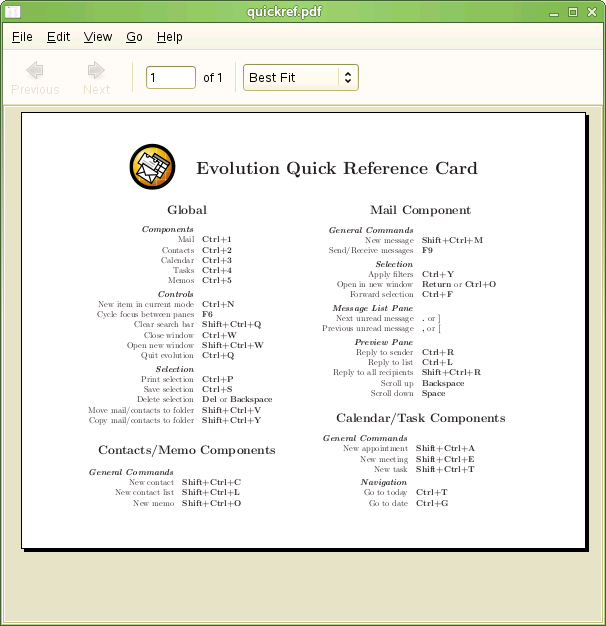 quickref.pdf
File Edit View Go Help
Previous Next 1 of 1 Best Fit
Evolution Quick Reference Card
Global
Components
Mail Ctrl+1
Contacts Ctrl+2
Calendar Ctrl+3
Tasks Ctrl+4
Memos Ctrl+5
Controls
New item in current mode Ctrl+N
Cycle focus between panes F6
Clear search bar Shift+Ctrl+Q
Close window Ctrl+W
Open new window Shift+Ctrl+W
Quit evolution Ctrl+Q
Selection
Print selection Ctrl+P
Save selection Ctrl+S
Delete selection Del or Backspace
Move mail/contacts to folder Shift+Ctrl+V
Copy mail/contacts to folder Shift+Ctrl+Y
Contacts/Memo Components
General Commands
New contact Shift+Ctrl+C
New contact list Shift+Ctrl+L
New memo Shift+Ctrl+O
Mail Component
General Commands
New message Shift+Ctrl+M
Send/Receive messages F9
Selection
Apply filters Ctrl+Y
Open in new window Return or Ctrl+O
Forward selection Ctrl+F
Message List Pane
Next unread message . or ]
Previous unread message , or [
Preview Pane
Reply to sender Ctrl+R
Reply to list Ctrl+L
Reply to all recipients Shift+Ctrl+R
Scroll up Backspace
Scroll down Space
Calendar/Task Components
General Commands
New appointment Shift+Ctrl+A
New meeting Shift+Ctrl+E
New task Shift+Ctrl+T
Navigation
Go to today Ctrl+T
Go to date Ctrl+G